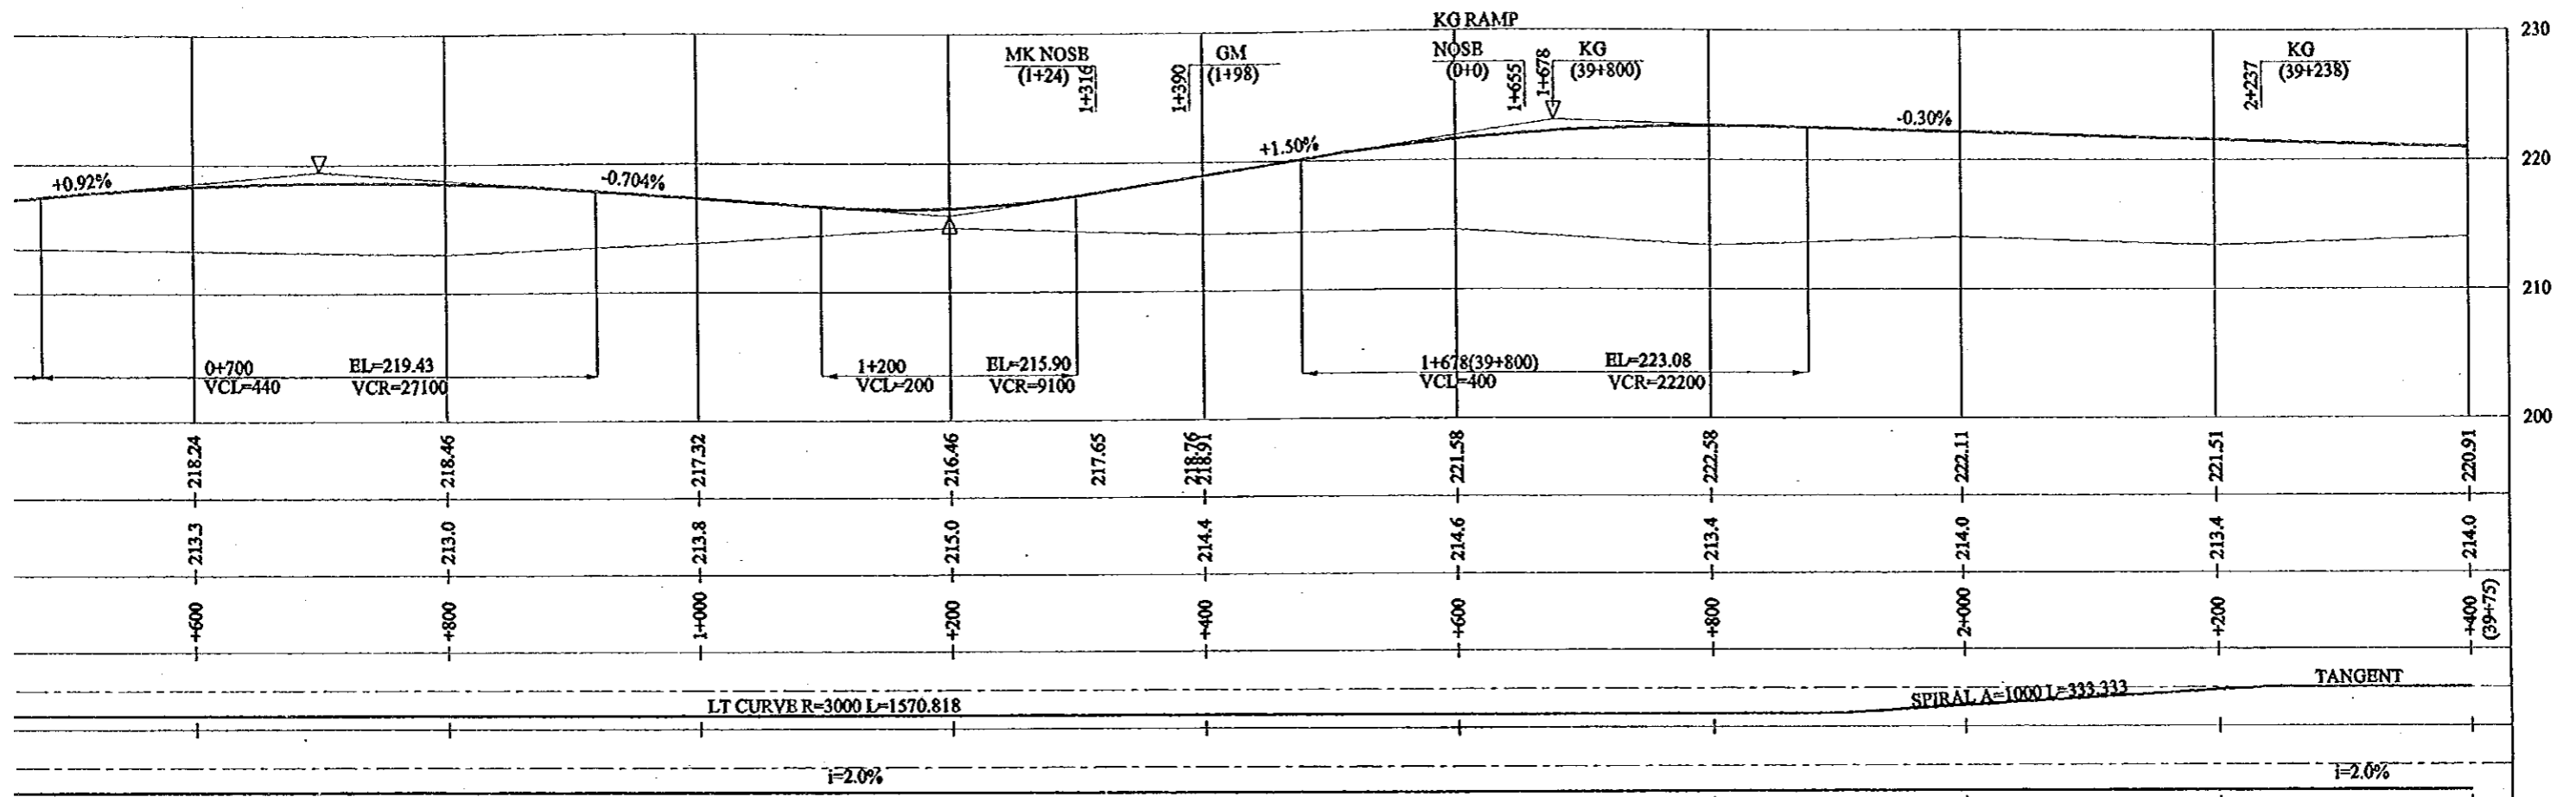 KG RAMP
230
MK NOSB
(1+24)
1+316
1+390
GM
(1+98)
NOSB
(0+0)
1+655
1+678
KG
(39+800)
2+237
KG
(39+238)
+0.92%
-0.704%
+1.50%
-0.30%
220
210
0+700 EL=219.43
VCL=440 VCR=27100
1+200 EL=215.90
VCL=200 VCR=9100
1+678(39+800) EL=223.08
VCL=400 VCR=22200
200
218.24 218.46 217.32 216.46 217.65 218.76 218.91 221.58 222.58 222.11 221.51 220.91
213.3 213.0 213.8 215.0 214.4 214.6 213.4 214.0 213.4 214.0
+600 +800 1+000 +200 +400 +600 +800 2+000 +200 +400
(39+75)
LT CURVE R=3000 L=1570.818
SPIRAL A=1000 L=333.333
TANGENT
i=2.0%
i=2.0%